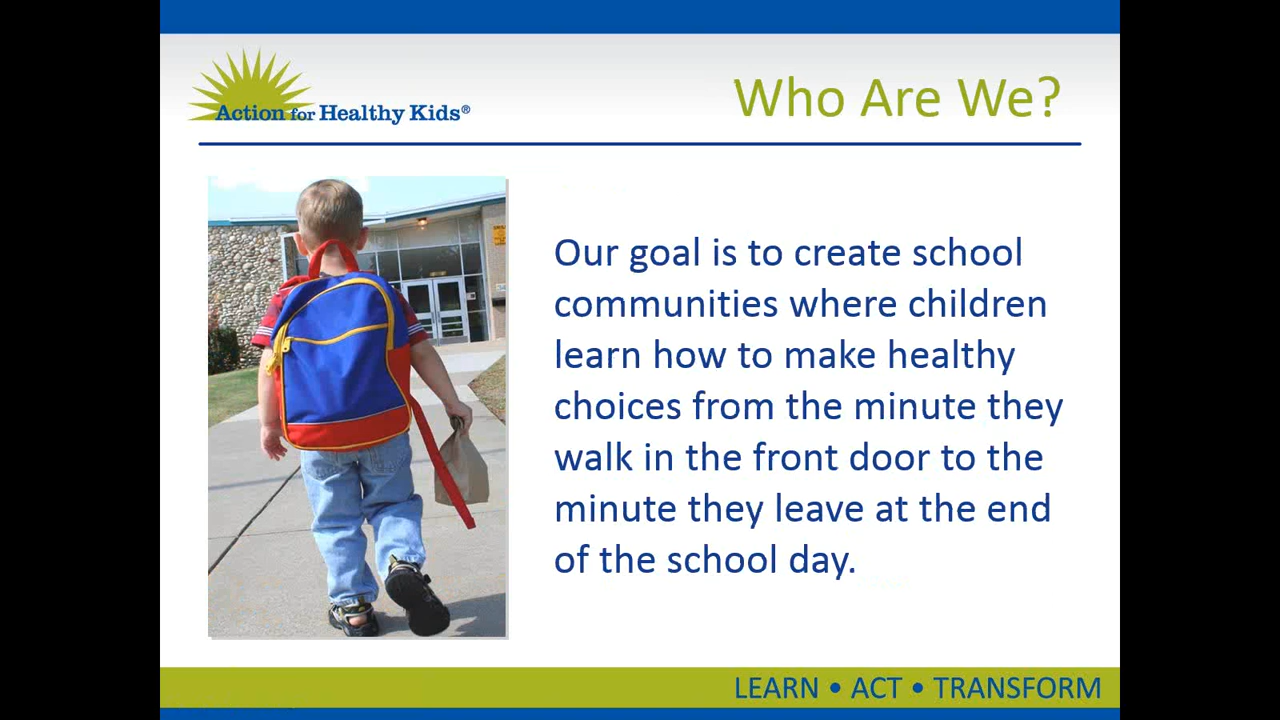 Action for Healthy Kids®
Who Are We?
Our goal is to create school
communities where children
learn how to make healthy
choices from the minute they
walk in the front door to the
minute they leave at the end
of the school day.
LEARN • ACT • TRANSFORM